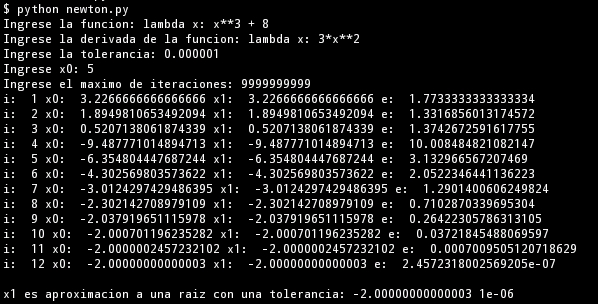 $ python newton.py
Ingrese la funcion: lambda x: x**3 + 8
Ingrese la derivada de la funcion: lambda x: 3*x**2
Ingrese la tolerancia: 0.000001
Ingrese x0: 5
Ingrese el maximo de iteraciones: 9999999999
i:  1 x0:  3.2266666666666666 x1:  3.2266666666666666 e:  1.7733333333333334
i:  2 x0:  1.8949810653492094 x1:  1.8949810653492094 e:  1.3316856013174572
i:  3 x0:  0.5207138061874339 x1:  0.5207138061874339 e:  1.3742672591617755
i:  4 x0:  -9.487771014894713 x1:  -9.487771014894713 e:  10.008484821082147
i:  5 x0:  -6.354804447687244 x1:  -6.354804447687244 e:  3.132966567207469
i:  6 x0:  -4.302569803573622 x1:  -4.302569803573622 e:  2.0522346441136223
i:  7 x0:  -3.0124297429486395 x1:  -3.0124297429486395 e:  1.2901400606249824
i:  8 x0:  -2.302142708979109 x1:  -2.302142708979109 e:  0.7102870339695304
i:  9 x0:  -2.037919651115978 x1:  -2.037919651115978 e:  0.26422305786313105
i:  10 x0:  -2.000701196235282 x1:  -2.000701196235282 e:  0.03721845488069597
i:  11 x0:  -2.0000002457232102 x1:  -2.0000002457232102 e:  0.0007009505120718629
i:  12 x0:  -2.00000000000003 x1:  -2.00000000000003 e:  2.4572318002569205e-07
x1 es aproximacion a una raiz con una tolerancia: -2.00000000000003 1e-06